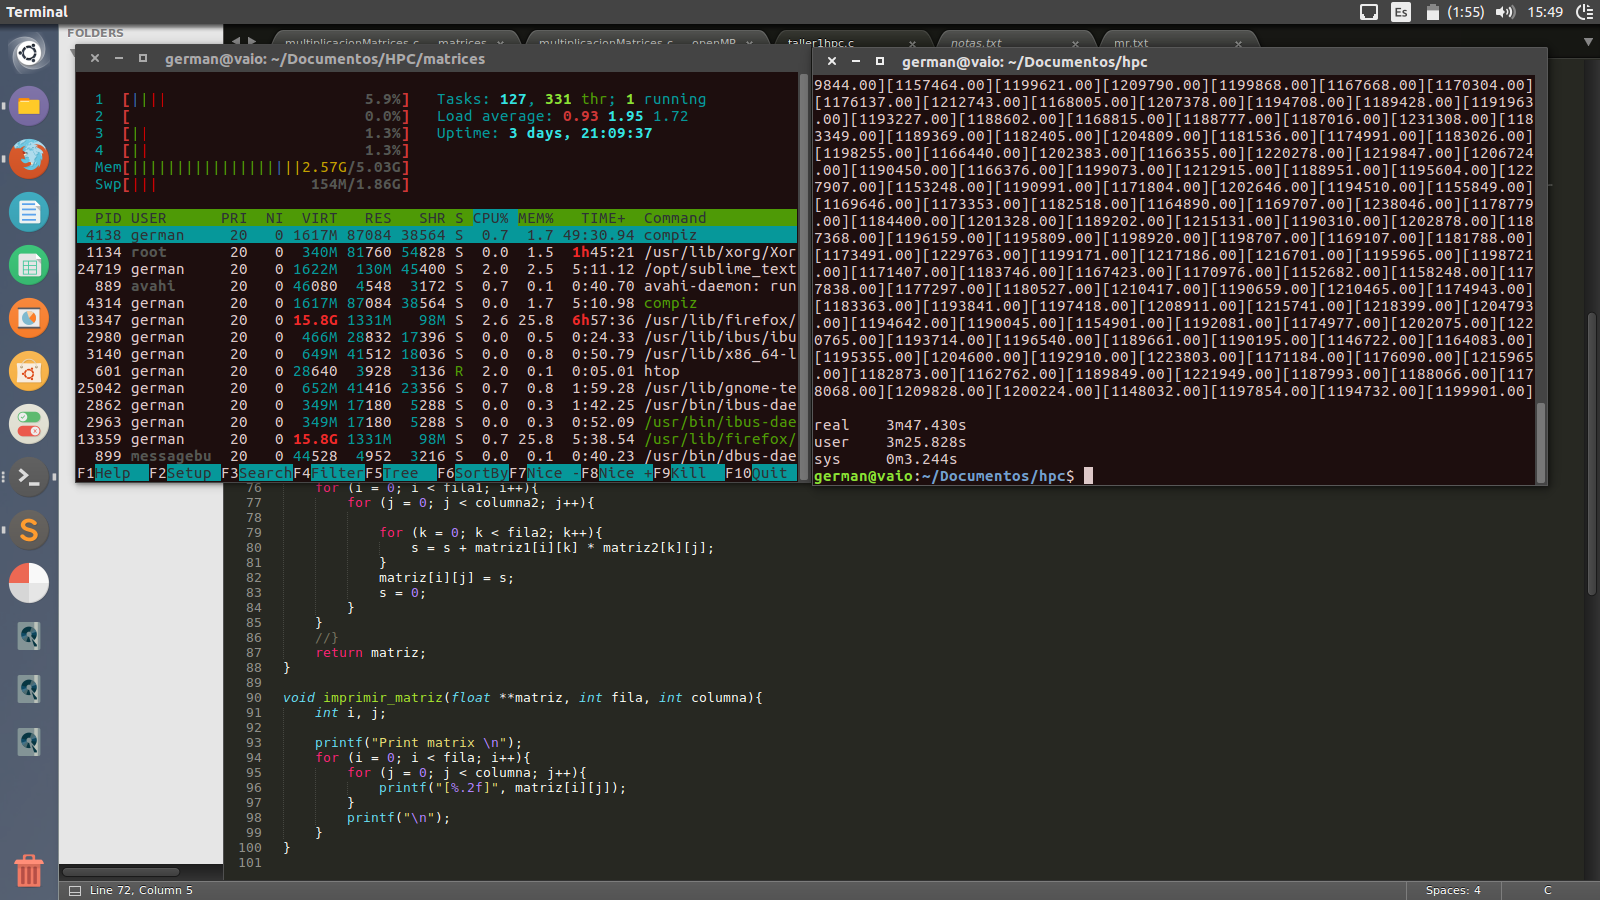 Terminal
Es
(1:55)
15:49
FOLDERS
multiplicacionMatrices.c — matrices
multiplicacionMatrices.c — openMP
taller1hpc.c
notas.txt
mr.txt
german@vaio: ~/Documentos/HPC/matrices
1 [|||| 5.9%] Tasks: 127, 331 thr; 1 running
2 [ 0.0%] Load average: 0.93 1.95 1.72
3 [|| 1.3%] Uptime: 3 days, 21:09:37
4 [|| 1.3%]
Mem[|||||||||||||||||||2.57G/5.03G]
Swp[||| 154M/1.86G]
PID USER PRI NI VIRT RES SHR S CPU% MEM% TIME+ Command
4138 german 20 0 1617M 87084 38564 S 0.7 1.7 49:30.94 compiz
1134 root 20 0 340M 81760 54828 S 0.0 1.5 1h45:21 /usr/lib/xorg/Xor
24719 german 20 0 1622M 130M 45400 S 2.0 2.5 5:11.12 /opt/sublime_text
889 avahi 20 0 46080 4548 3172 S 0.7 0.1 0:40.70 avahi-daemon: run
4314 german 20 0 1617M 87084 38564 S 0.0 1.7 5:10.98 compiz
13347 german 20 0 15.8G 1331M 98M S 2.6 25.8 6h57:36 /usr/lib/firefox/
2980 german 20 0 466M 28832 17396 S 0.0 0.5 0:24.33 /usr/lib/ibus/ibu
3140 german 20 0 649M 41512 18036 S 0.0 0.8 0:50.79 /usr/lib/x86_64-l
601 german 20 0 28640 3928 3136 R 2.0 0.1 0:05.01 htop
25042 german 20 0 652M 41416 23356 S 0.7 0.8 1:59.28 /usr/lib/gnome-te
2862 german 20 0 349M 17180 5288 S 0.0 0.3 1:42.25 /usr/bin/ibus-dae
2963 german 20 0 349M 17180 5288 S 0.0 0.3 0:52.09 /usr/bin/ibus-dae
13359 german 20 0 15.8G 1331M 98M S 0.7 25.8 5:38.54 /usr/lib/firefox/
899 messagebu 20 0 44528 4952 3216 S 0.0 0.1 0:40.23 /usr/bin/dbus-dae
F1Help F2Setup F3SearchF4FilterF5Tree F6SortByF7Nice -F8Nice +F9Kill F10Quit
german@vaio: ~/Documentos/hpc
9844.00][1157464.00][1199621.00][1209790.00][1199868.00][1167668.00][1170304.00]
[1176137.00][1212743.00][1168005.00][1207378.00][1194708.00][1189428.00][1191963
.00][1193227.00][1188602.00][1168815.00][1188777.00][1187016.00][1231308.00][118
3349.00][1189369.00][1182405.00][1204809.00][1181536.00][1174991.00][1183026.00]
[1198255.00][1166440.00][1202383.00][1166355.00][1220278.00][1219847.00][1206724
.00][1190450.00][1166376.00][1199073.00][1212915.00][1188951.00][1195604.00][122
7907.00][1153248.00][1190991.00][1171804.00][1202646.00][1194510.00][1155849.00]
[1169646.00][1173353.00][1182518.00][1164890.00][1169707.00][1238046.00][1178779
.00][1184400.00][1201328.00][1189202.00][1215131.00][1190310.00][1202878.00][118
7368.00][1196159.00][1195809.00][1198920.00][1198707.00][1169107.00][1181788.00]
[1173491.00][1229763.00][1199171.00][1217186.00][1216701.00][1195965.00][1198721
.00][1171407.00][1183746.00][1167423.00][1170976.00][1152682.00][1158248.00][117
7838.00][1177297.00][1180527.00][1210417.00][1190659.00][1210465.00][1174943.00]
[1183363.00][1193841.00][1197418.00][1208911.00][1215741.00][1218399.00][1204793
.00][1194642.00][1190045.00][1154901.00][1192081.00][1174977.00][1202075.00][122
0765.00][1193714.00][1196540.00][1189661.00][1190195.00][1146722.00][1164083.00]
[1195355.00][1204600.00][1192910.00][1223803.00][1171184.00][1176090.00][1215965
.00][1182873.00][1162762.00][1189849.00][1221949.00][1187993.00][1188066.00][117
8068.00][1209828.00][1200224.00][1148032.00][1197854.00][1194732.00][1199901.00]
real 3m47.430s
user 3m25.828s
sys 0m3.244s
german@vaio:~/Documentos/hpc$
76 for (i = 0; i < fila1; i++){
77 for (j = 0; j < columna2; j++){
78
79 for (k = 0; k < fila2; k++){
80 s = s + matriz1[i][k] * matriz2[k][j];
81 }
82 matriz[i][j] = s;
83 s = 0;
84 }
85 }
86 //}
87 return matriz;
88 }
89
90 void imprimir_matriz(float **matriz, int fila, int columna){
91 int i, j;
92
93 printf("Print matrix \n");
94 for (i = 0; i < fila; i++){
95 for (j = 0; j < columna; j++){
96 printf("[%.2f]", matriz[i][j]);
97 }
98 printf("\n");
99 }
100 }
101
Line 72, Column 5
Spaces: 4
C